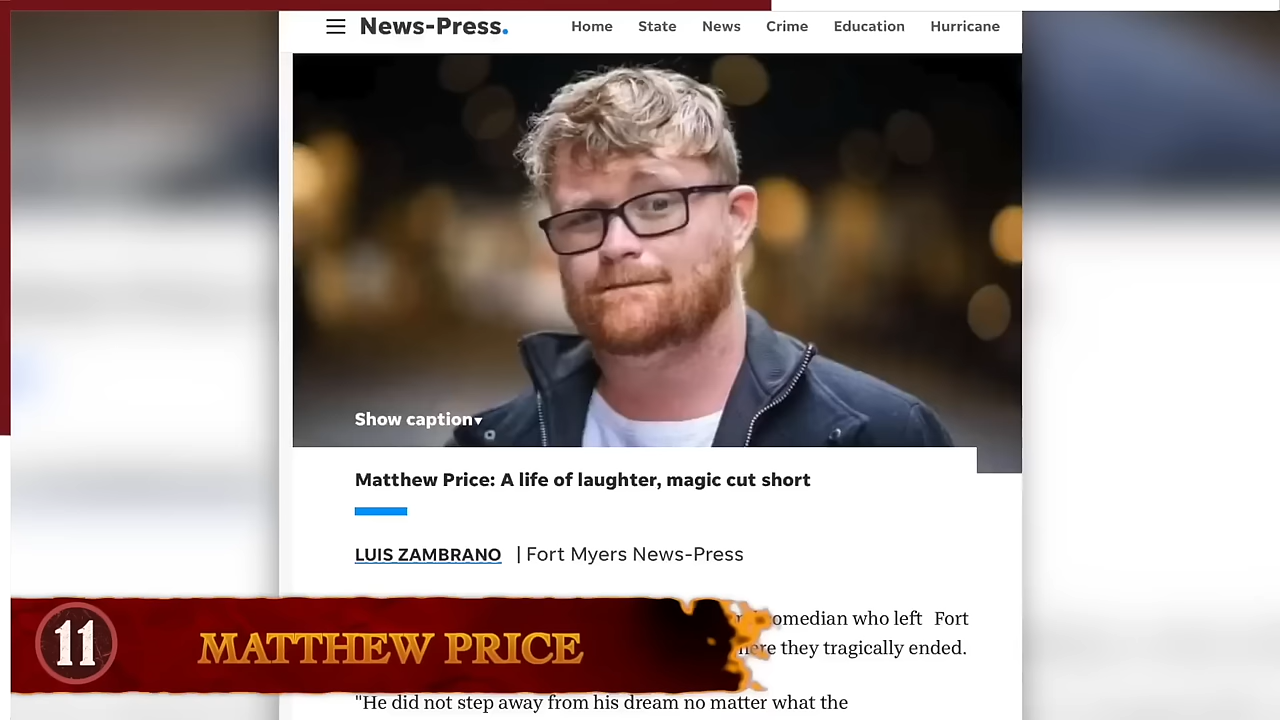 News-Press.
Home State News Crime Education Hurricane
Show caption
Matthew Price: A life of laughter, magic cut short
LUIS ZAMBRANO | Fort Myers News-Press
comedian who left Fort
they tragically ended.
11 MATTHEW PRICE
"He did not step away from his dream no matter what the